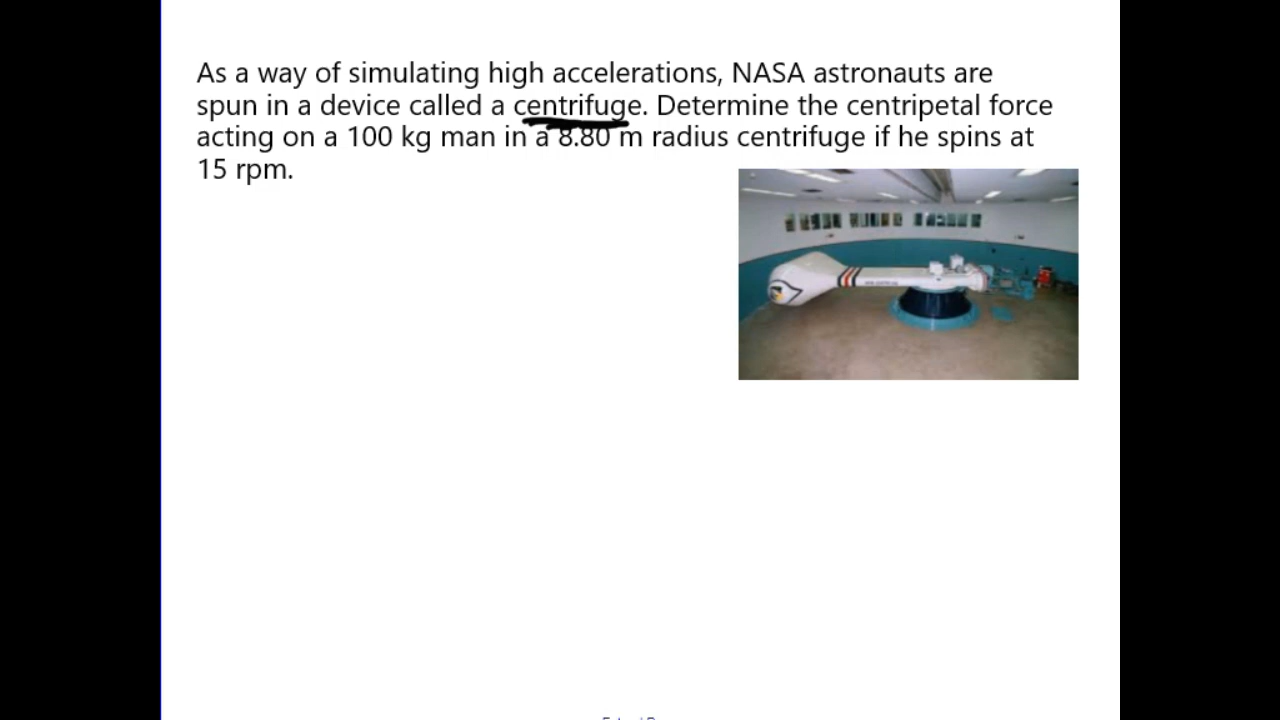 As a way of simulating high accelerations, NASA astronauts are
spun in a device called a centrifuge. Determine the centripetal force
acting on a 100 kg man in a 8.80 m radius centrifuge if he spins at
15 rpm.